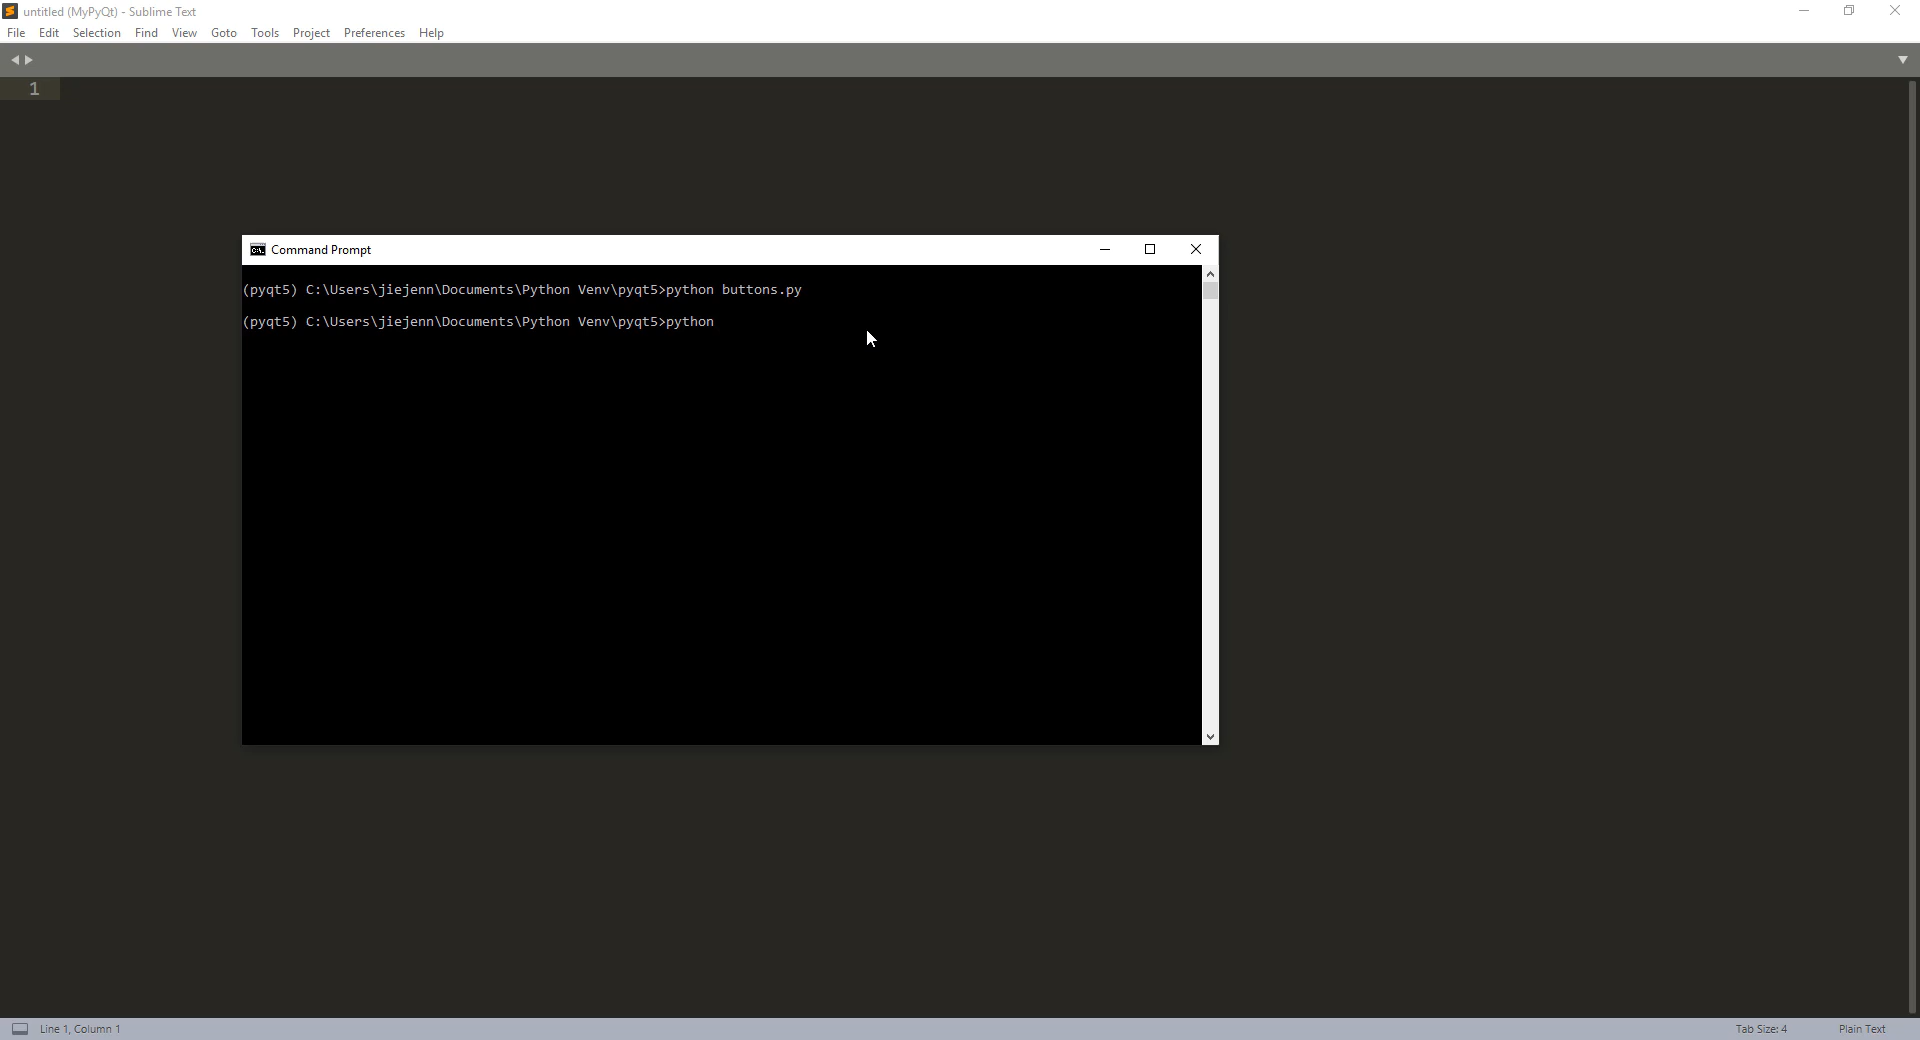 untitled (MyPyQt) - Sublime Text
File Edit Selection Find View Goto Tools Project Preferences Help
1
Command Prompt
(pyqt5) C:\Users\jiejenn\Documents\Python Venv\pyqt5>python buttons.py
(pyqt5) C:\Users\jiejenn\Documents\Python Venv\pyqt5>python
Line 1, Column 1
Tab Size: 4
Plain Text